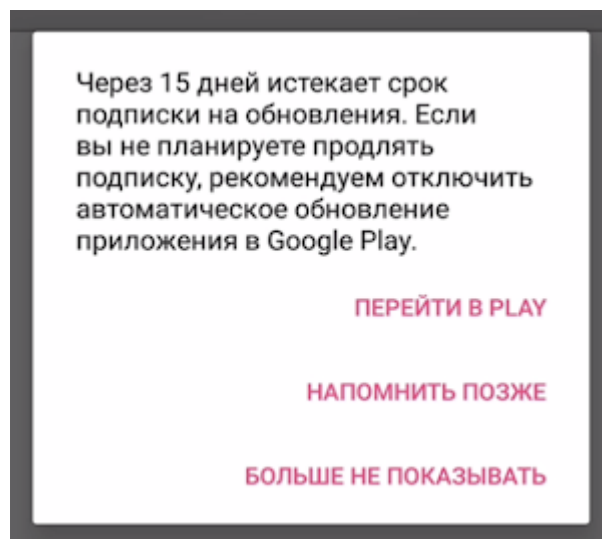 Через 15 дней истекает срок
подписки на обновления. Если
вы не планируете продлять
подписку, рекомендуем отключить
автоматическое обновление
приложения в Google Play.
ПЕРЕЙТИ В PLAY
НАПОМНИТЬ ПОЗЖЕ
БОЛЬШЕ НЕ ПОКАЗЫВАТЬ